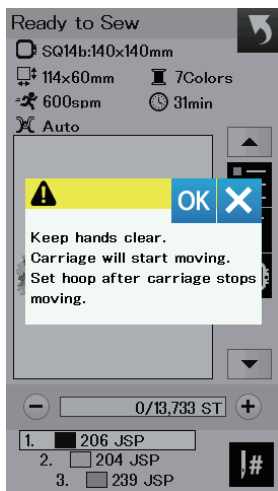 Ready to Sew
SQ14b:140x140mm
114x60mm 7Colors
600spm 31min
Auto
OK
Keep hands clear.
Carriage will start moving.
Set hoop after carriage stops
moving.
0/13,733 ST
1. 206 JSP
2. 204 JSP
3. 239 JSP
#